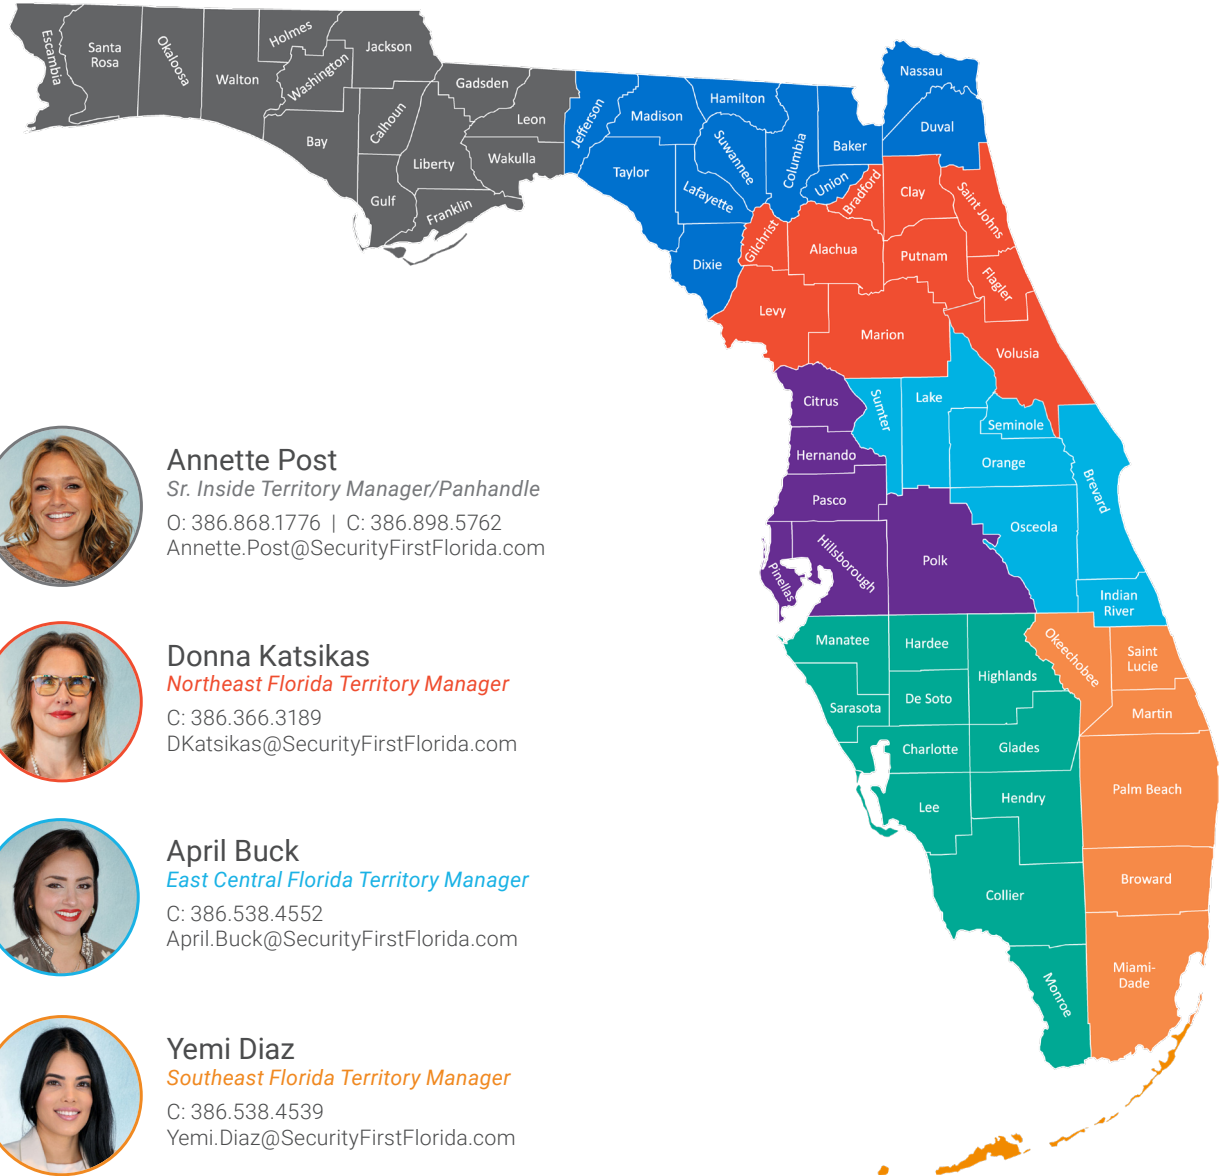 Escambia
Santa
Rosa
Okaloosa
Walton
Holmes
Washington
Jackson
Bay
Calhoun
Gulf
Liberty
Gadsden
Leon
Wakulla
Franklin
Jefferson
Madison
Taylor
Hamilton
Suwannee
Lafayette
Dixie
Columbia
Baker
Union
Nassau
Duval
Bradford
Clay
Saint Johns
Gilchrist
Alachua
Putnam
Flagler
Levy
Marion
Volusia
Citrus
Sumter
Lake
Seminole
Hernando
Orange
Pasco
Brevard
Osceola
Pinellas
Hillsborough
Polk
Indian
River
Manatee
Hardee
Highlands
Okeechobee
Saint
Lucie
Sarasota
De Soto
Martin
Charlotte
Glades
Lee
Hendry
Palm Beach
Collier
Broward
Monroe
Miami-
Dade
Annette Post
Sr. Inside Territory Manager/Panhandle
O: 386.868.1776 | C: 386.898.5762
Annette.Post@SecurityFirstFlorida.com
Donna Katsikas
Northeast Florida Territory Manager
C: 386.366.3189
DKatsikas@SecurityFirstFlorida.com
April Buck
East Central Florida Territory Manager
C: 386.538.4552
April.Buck@SecurityFirstFlorida.com
Yemi Diaz
Southeast Florida Territory Manager
C: 386.538.4539
Yemi.Diaz@SecurityFirstFlorida.com